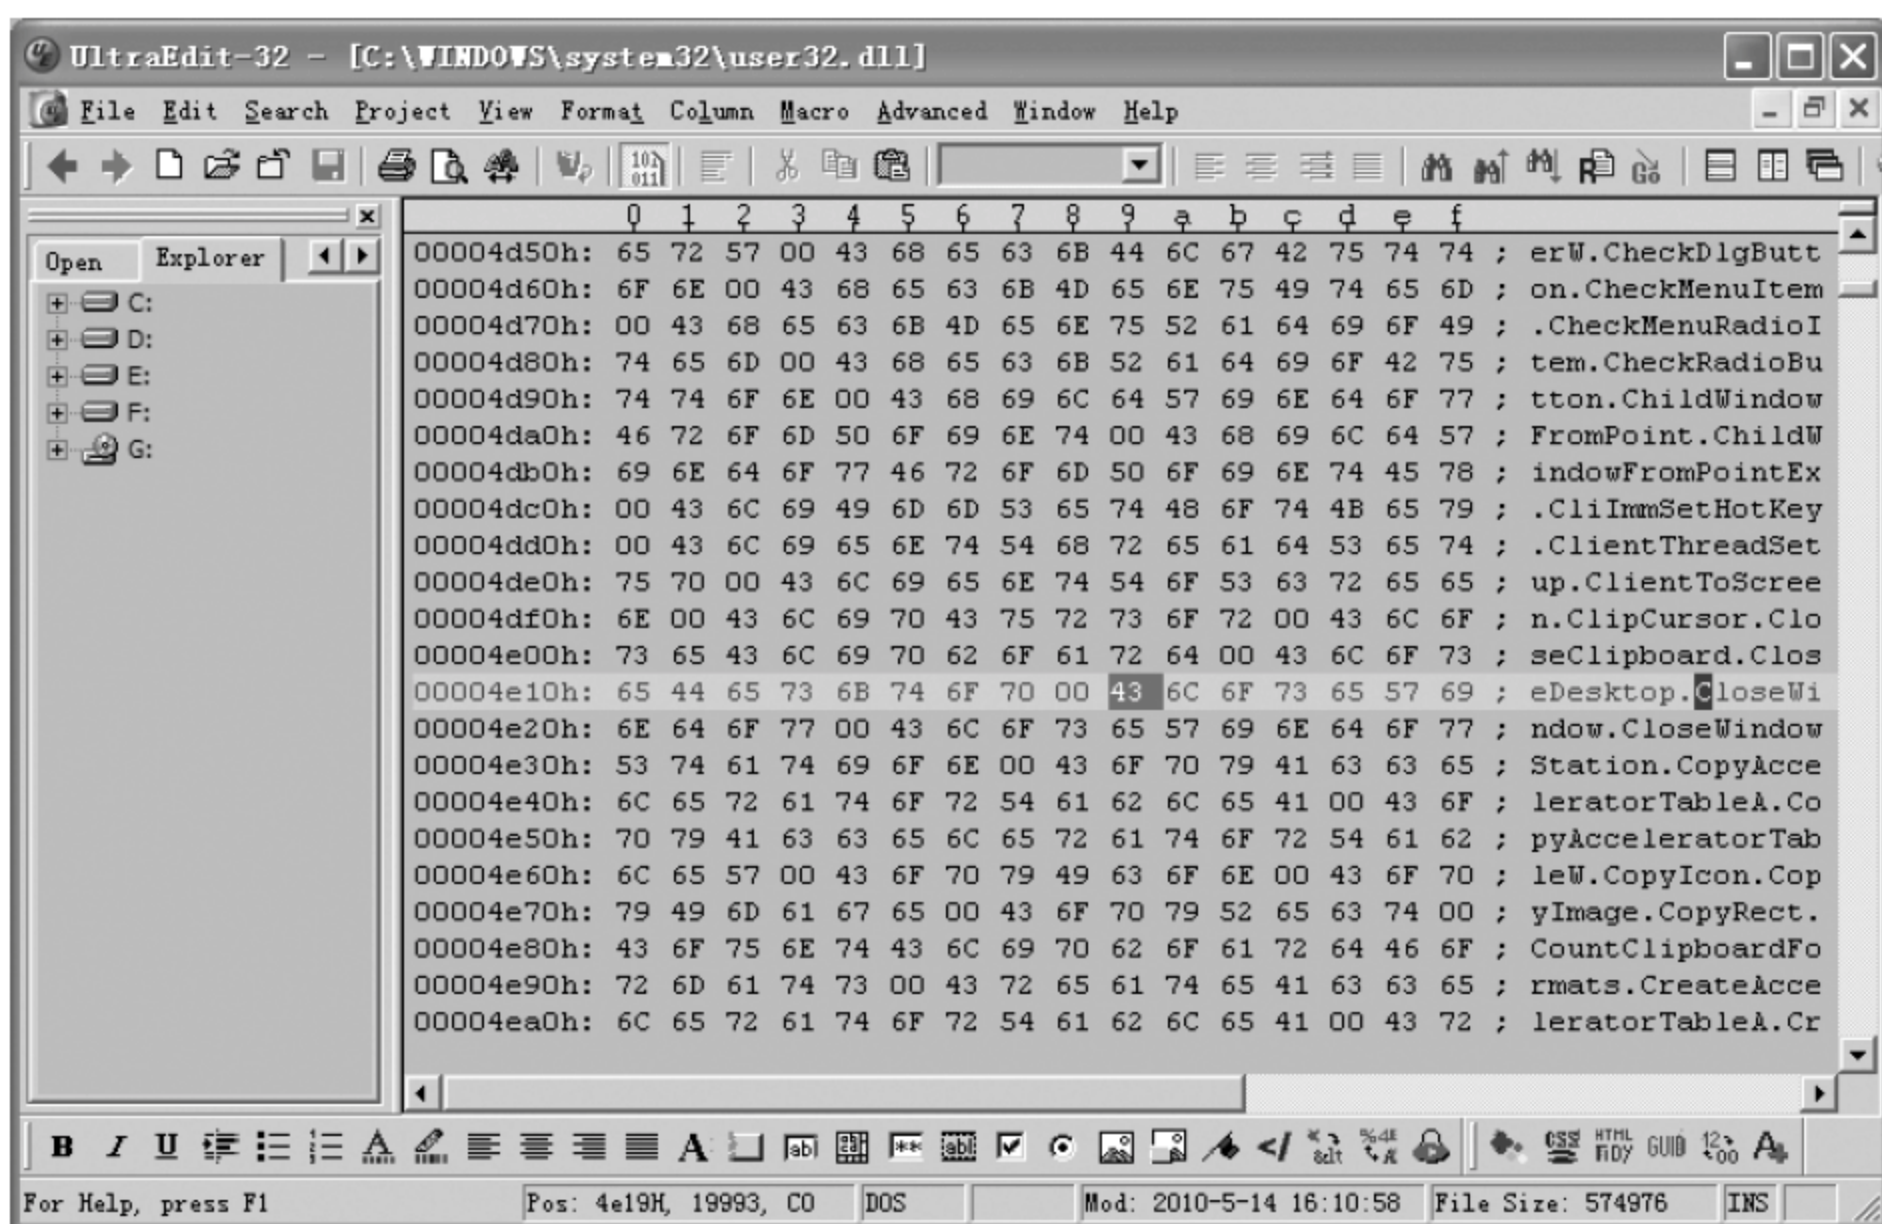 UltraEdit-32 - [C:\WINDOWS\system32\user32.dll]
File Edit Search Project View Format Column Macro Advanced Window Help
0 1 2 3 4 5 6 7 8 9 a b c d e f
Open Explorer
C:
D:
E:
F:
G:
00004d50h: 65 72 57 00 43 68 65 63 6B 44 6C 67 42 75 74 74 ; erW.CheckDlgButt
00004d60h: 6F 6E 00 43 68 65 63 6B 4D 65 6E 75 49 74 65 6D ; on.CheckMenuItem
00004d70h: 00 43 68 65 63 6B 4D 65 6E 75 52 61 64 69 6F 49 ; .CheckMenuRadioI
00004d80h: 74 65 6D 00 43 68 65 63 6B 52 61 64 69 6F 42 75 ; tem.CheckRadioBu
00004d90h: 74 74 6F 6E 00 43 68 69 6C 64 57 69 6E 64 6F 77 ; tton.ChildWindow
00004da0h: 46 72 6F 6D 50 6F 69 6E 74 00 43 68 69 6C 64 57 ; FromPoint.ChildW
00004db0h: 69 6E 64 6F 77 46 72 6F 6D 50 6F 69 6E 74 45 78 ; indowFromPointEx
00004dc0h: 00 43 6C 69 49 6D 6D 53 65 74 48 6F 74 4B 65 79 ; .CliImmSetHotKey
00004dd0h: 00 43 6C 69 65 6E 74 54 68 72 65 61 64 53 65 74 ; .ClientThreadSet
00004de0h: 75 70 00 43 6C 69 65 6E 74 54 6F 53 63 72 65 65 ; up.ClientToScree
00004df0h: 6E 00 43 6C 69 70 43 75 72 73 6F 72 00 43 6C 6F ; n.ClipCursor.Clo
00004e00h: 73 65 43 6C 69 70 62 6F 61 72 64 00 43 6C 6F 73 ; seClipboard.Clos
00004e10h: 65 44 65 73 6B 74 6F 70 00 43 6C 6F 73 65 57 69 ; eDesktop.CloseWi
00004e20h: 6E 64 6F 77 00 43 6C 6F 73 65 57 69 6E 64 6F 77 ; ndow.CloseWindow
00004e30h: 53 74 61 74 69 6F 6E 00 43 6F 70 79 41 63 63 65 ; Station.CopyAcce
00004e40h: 6C 65 72 61 74 6F 72 54 61 62 6C 65 41 00 43 6F ; leratorTableA.Co
00004e50h: 70 79 41 63 63 65 6C 65 72 61 74 6F 72 54 61 62 ; pyAcceleratorTab
00004e60h: 6C 65 57 00 43 6F 70 79 49 63 6F 6E 00 43 6F 70 ; leW.CopyIcon.Cop
00004e70h: 79 49 6D 61 67 65 00 43 6F 70 79 52 65 63 74 00 ; yImage.CopyRect.
00004e80h: 43 6F 75 6E 74 43 6C 69 70 62 6F 61 72 64 46 6F ; CountClipboardFo
00004e90h: 72 6D 61 74 73 00 43 72 65 61 74 65 41 63 63 65 ; rmats.CreateAcce
00004ea0h: 6C 65 72 61 74 6F 72 54 61 62 6C 65 41 00 43 72 ; leratorTableA.Cr
For Help, press F1 Pos: 4e19H, 19993, C0 DOS Mod: 2010-5-14 16:10:58 File Size: 574976 INS